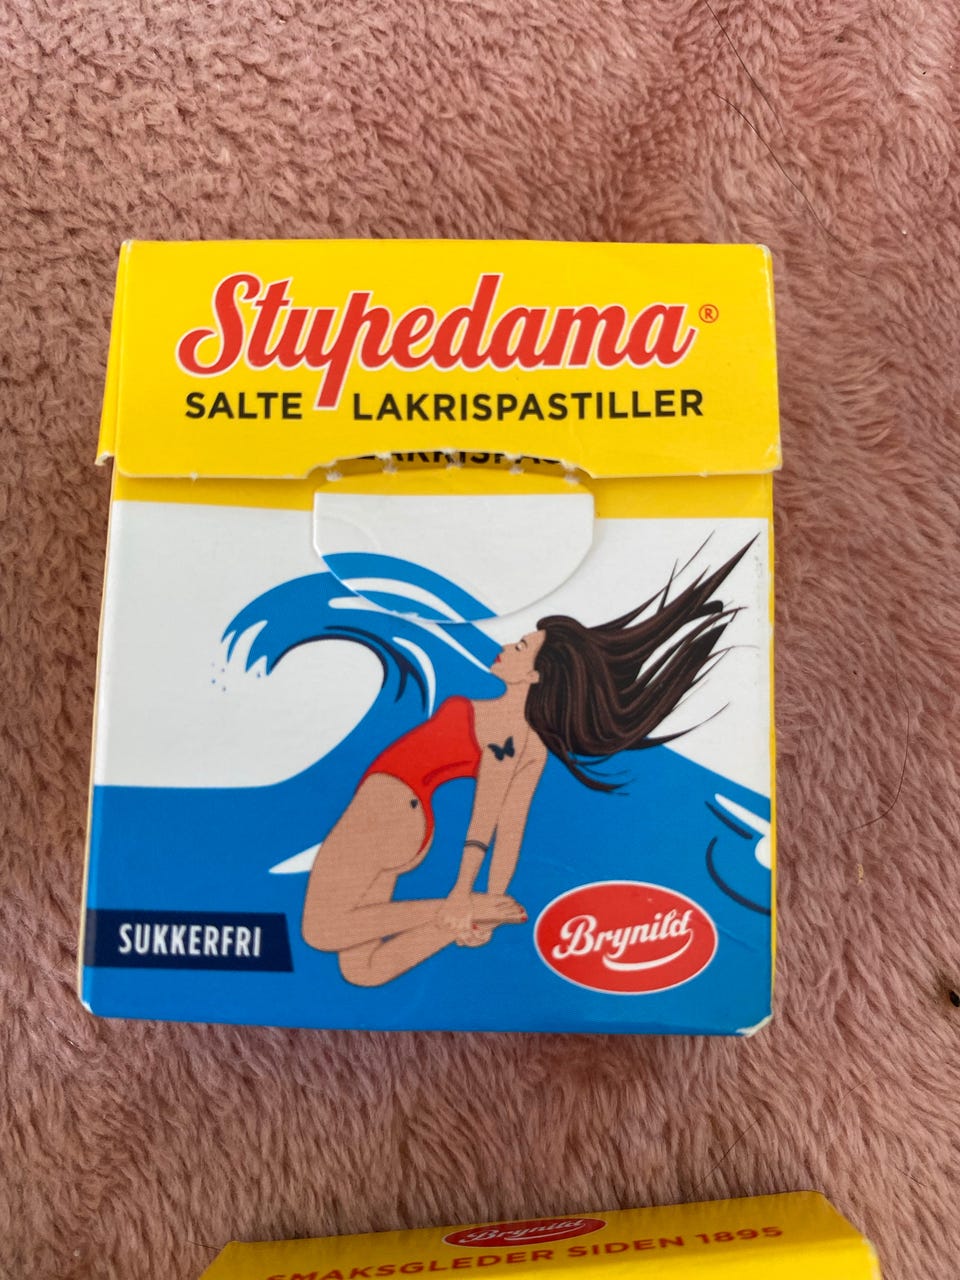 Stupedama®
SALTE LAKRISPASTILLER
SUKKERFRI
Brynild
Brynild
SMAKSGLEDER SIDEN 1895